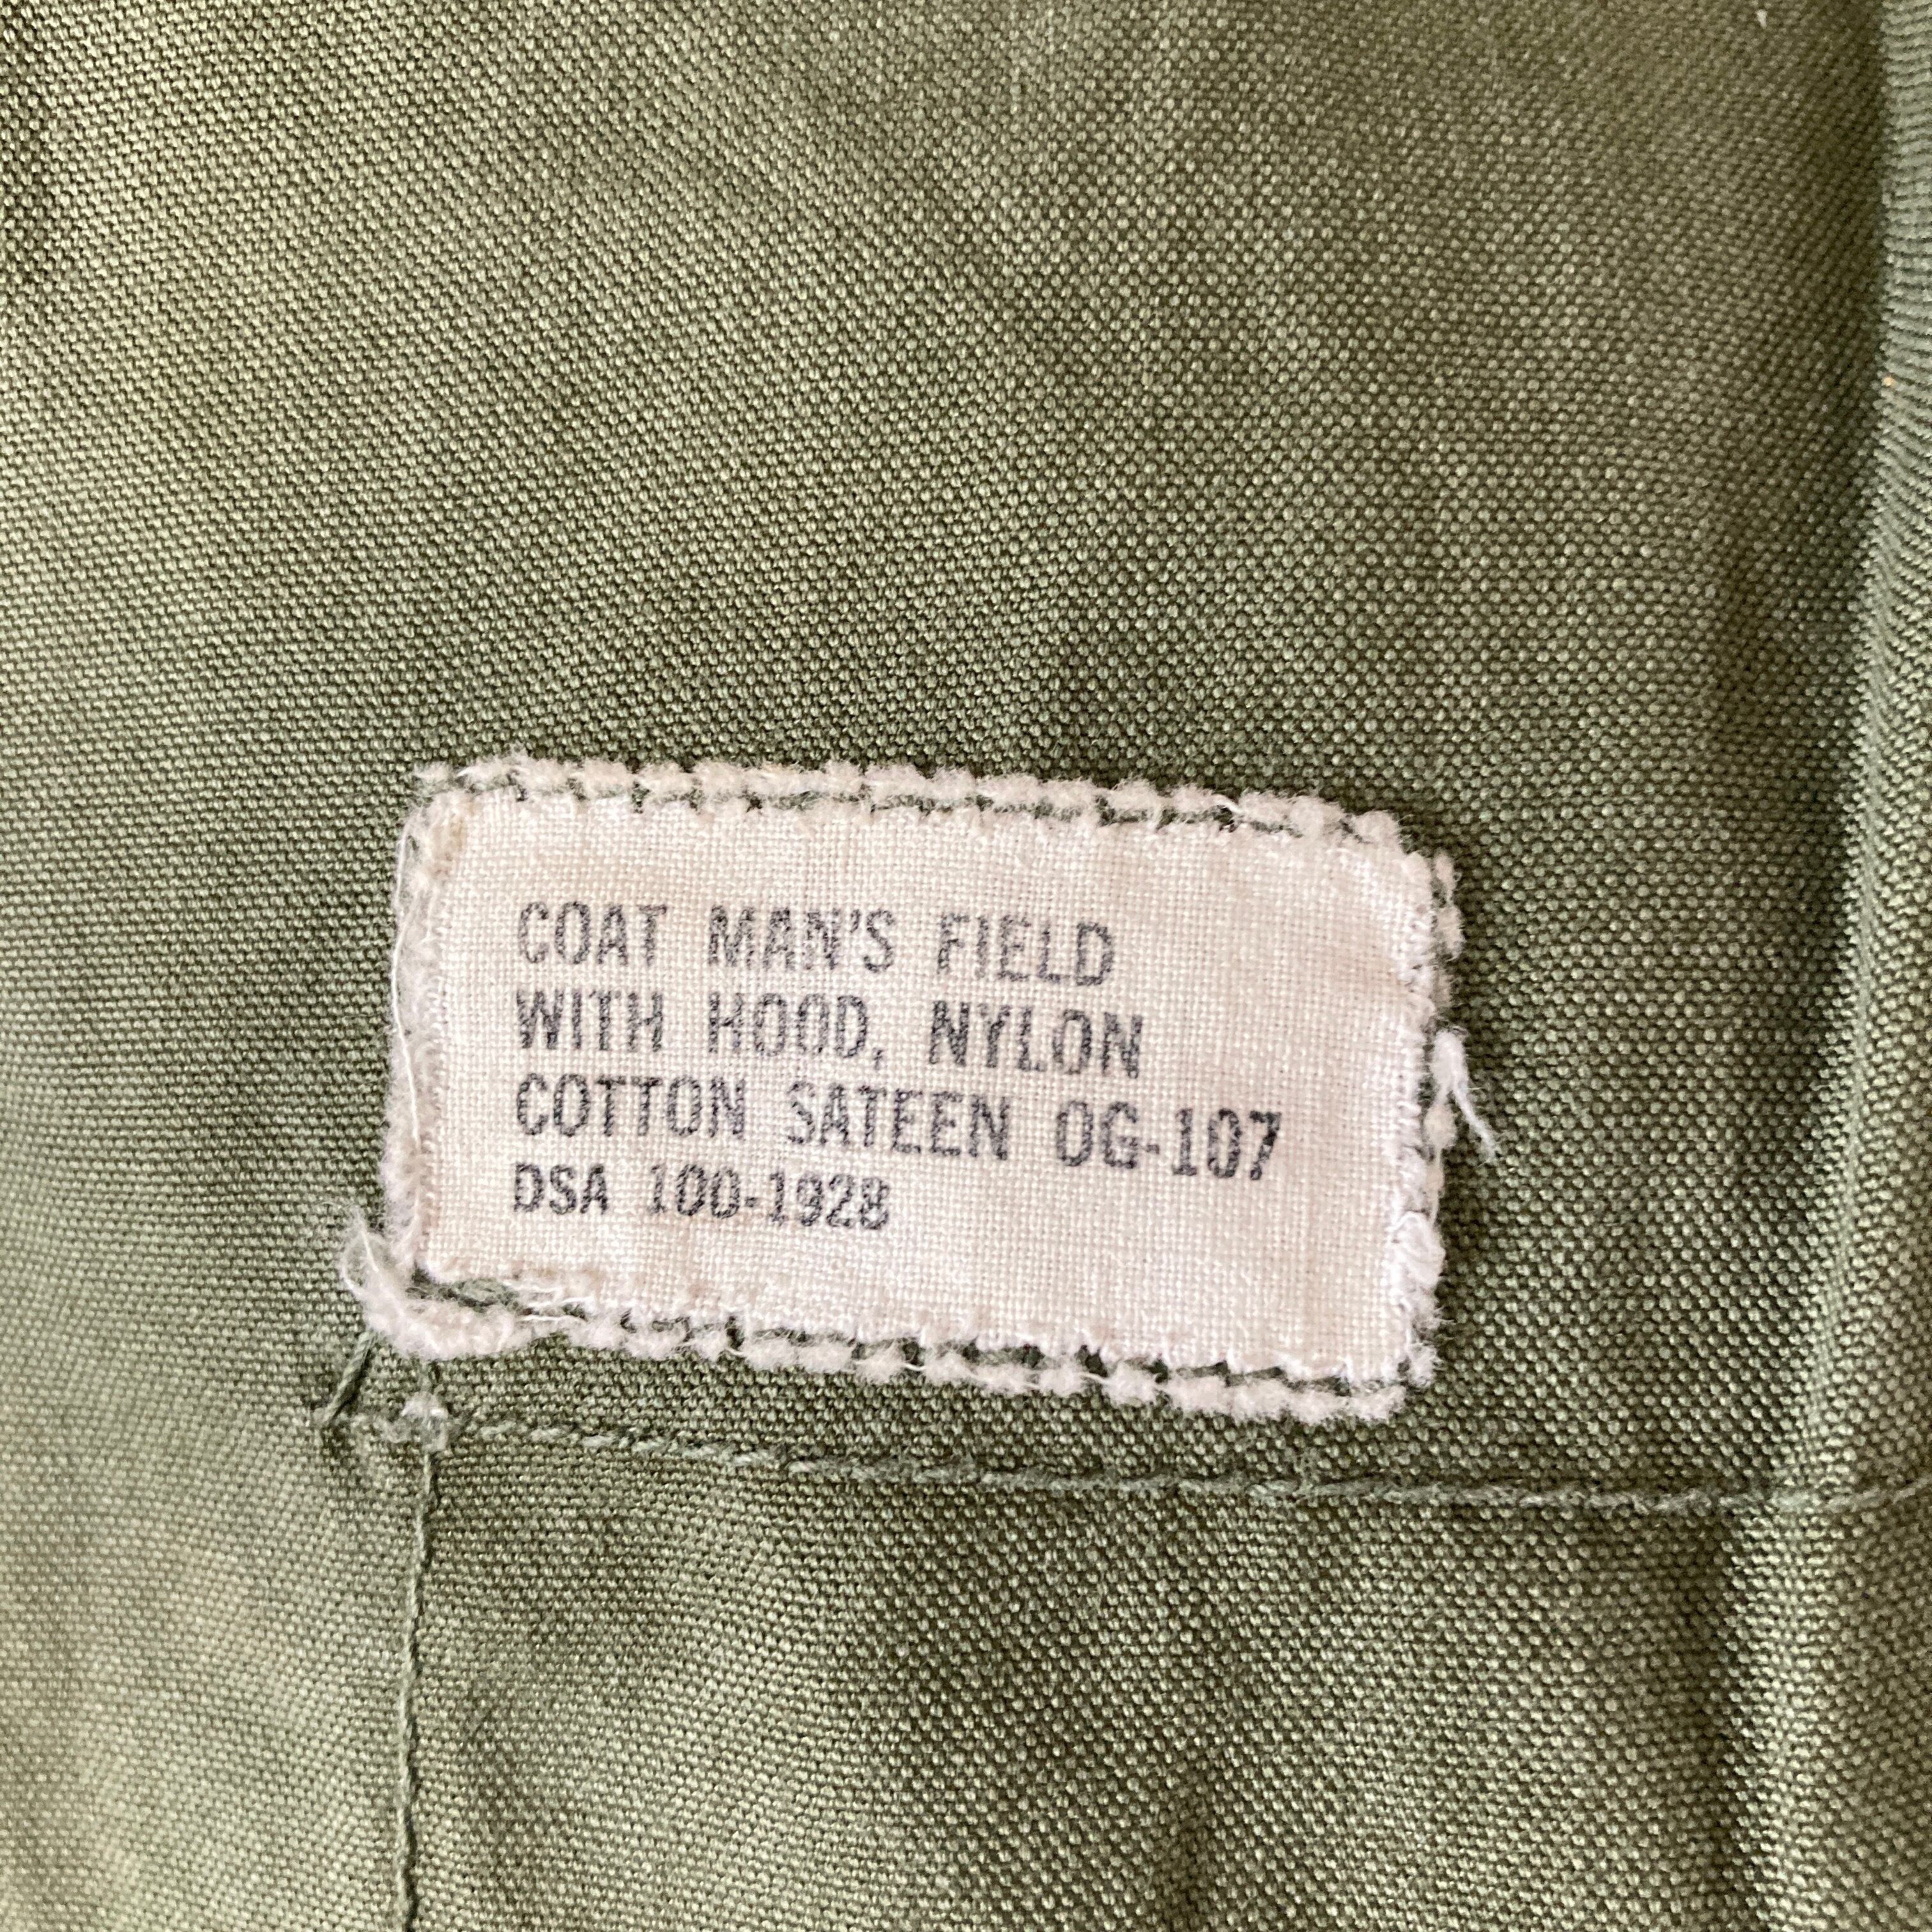 COAT MAN'S FIELD
WITH HOOD, NYLON
COTTON SATEEN OG-107
DSA 100-1928